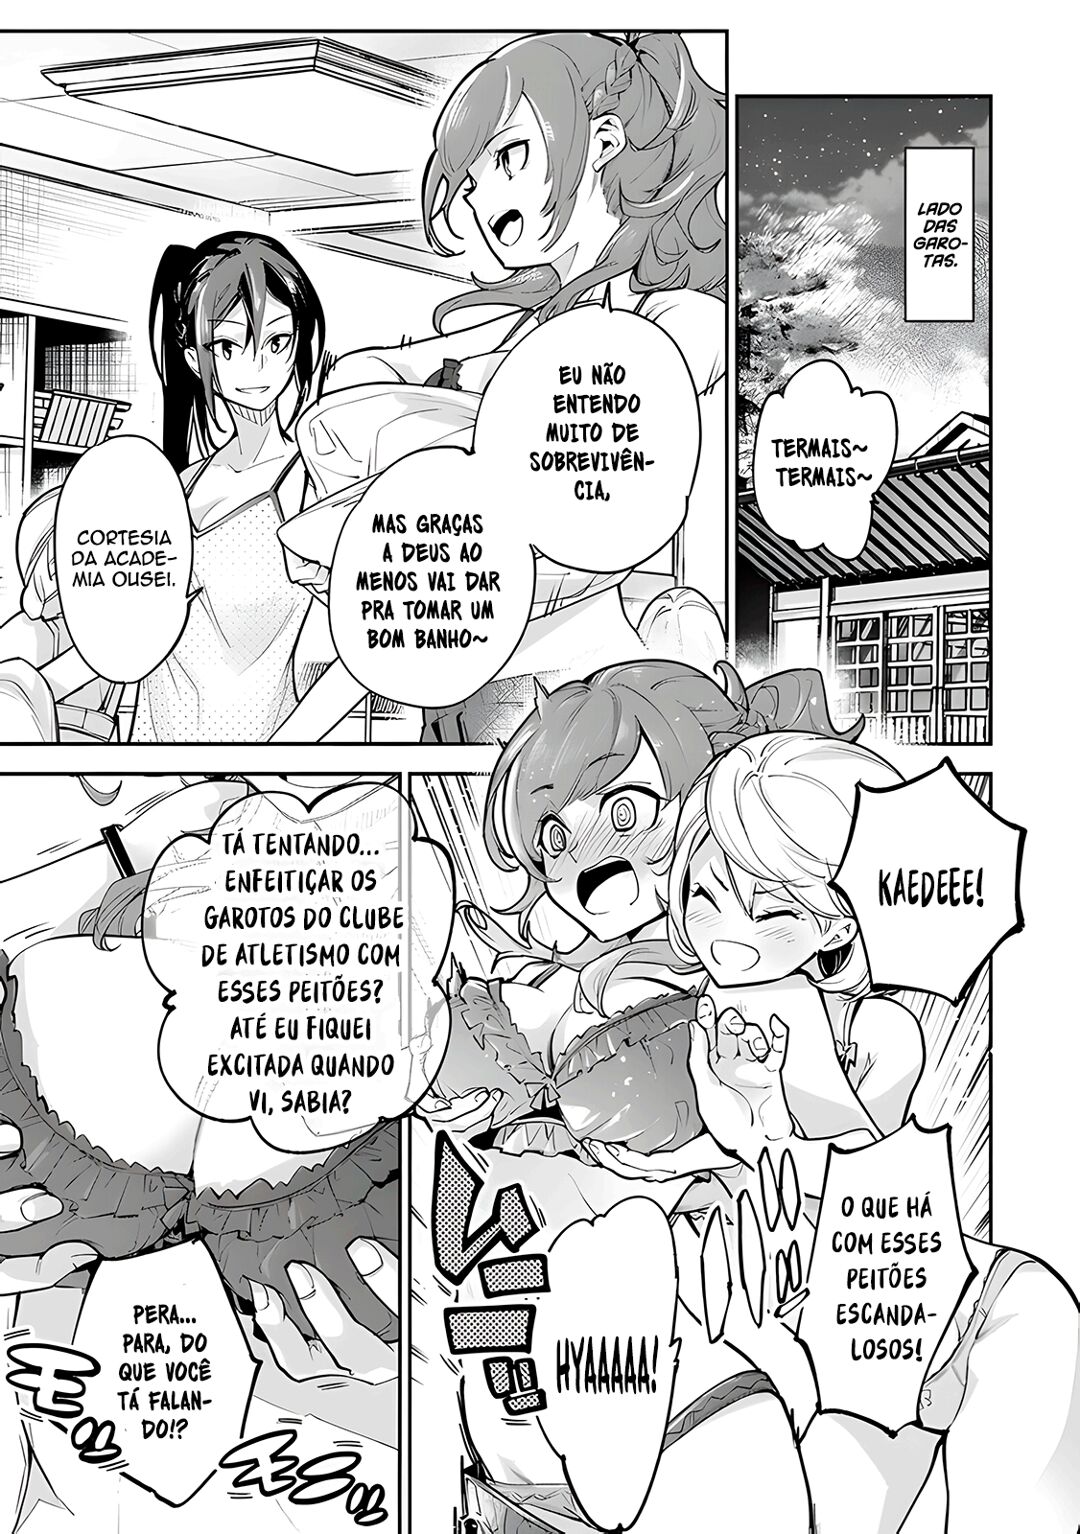 LADO
DAS
GARO-
TAS.
TERMAIS~
TERMAIS~
EU NÃO
ENTENDO
MUITO DE
SOBREVIVÊN-
CIA,
MAS GRAÇAS
A DEUS AO
MENOS VAI DAR
PRA TOMAR UM
BOM BANHO~
CORTESIA
DA ACADE-
MIA OUSEI.
KAEDEEE!
O QUE HÁ
COM ESSES
PEITÕES
ESCANDA-
LOSOS!
HYAAAAA!
TÁ TENTANDO...
ENFEITIÇAR OS
GAROTOS DO CLUBE
DE ATLETISMO COM
ESSES PEITÕES?
ATÉ EU FIQUEI
EXCITADA QUANDO
VI, SABIA?
PERA...
PARA, DO
QUE VOCÊ
TÁ FALAN-
DO!?